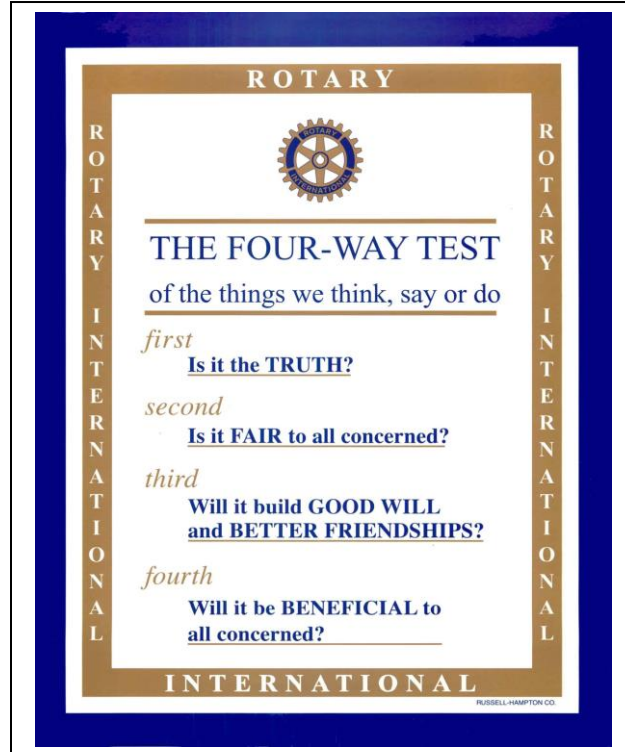 ROTARY
ROTARY INTERNATIONAL
ROTARY INTERNATIONAL
ROTARY
INTERNATIONAL
THE FOUR-WAY TEST
of the things we think, say or do
first
Is it the TRUTH?
second
Is it FAIR to all concerned?
third
Will it build GOOD WILL
and BETTER FRIENDSHIPS?
fourth
Will it be BENEFICIAL to
all concerned?
INTERNATIONAL
RUSSELL-HAMPTON CO.